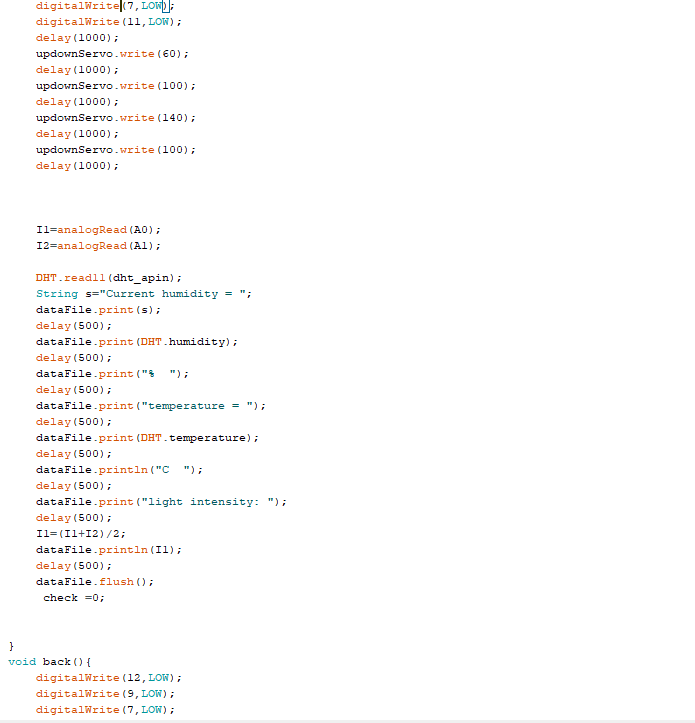 digitalWrite(7,LOW);
digitalWrite(11,LOW);
delay(1000);
updownServo.write(60);
delay(1000);
updownServo.write(100);
delay(1000);
updownServo.write(140);
delay(1000);
updownServo.write(100);
delay(1000);
I1=analogRead(A0);
I2=analogRead(A1);
DHT.read11(dht_apin);
String s="Current humidity = ";
dataFile.print(s);
delay(500);
dataFile.print(DHT.humidity);
delay(500);
dataFile.print("%  ");
delay(500);
dataFile.print("temperature = ");
delay(500);
dataFile.print(DHT.temperature);
delay(500);
dataFile.println("C  ");
delay(500);
dataFile.print("light intensity: ");
delay(500);
I1=(I1+I2)/2;
dataFile.println(I1);
delay(500);
dataFile.flush();
check =0;
}
void back(){
digitalWrite(12,LOW);
digitalWrite(9,LOW);
digitalWrite(7,LOW);